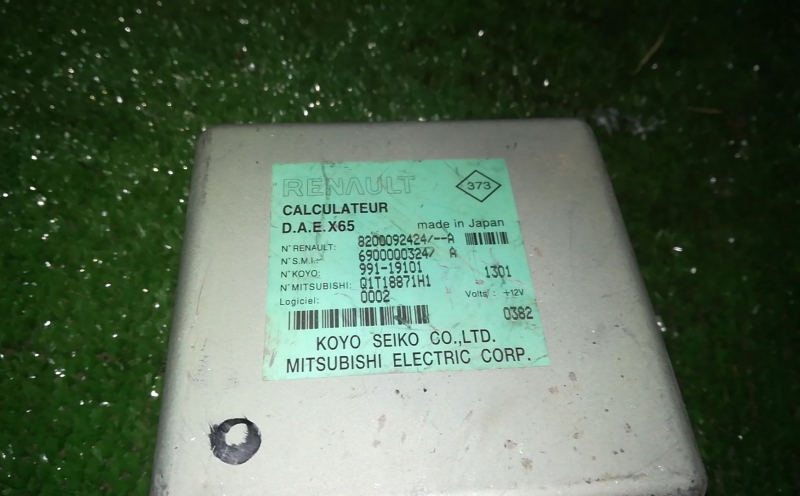 RENAULT
373
CALCULATEUR
D.A.E.X65 made in Japan
N°RENAULT: 8200092424/--A
N°S.M.I.: 6900000324/ A
N°KOYO: 991-19101 1301
N°MITSUBISHI: Q1T18871H1
Logiciel: 0002 Volts: +12V
0382
KOYO SEIKO CO.,LTD.
MITSUBISHI ELECTRIC CORP.